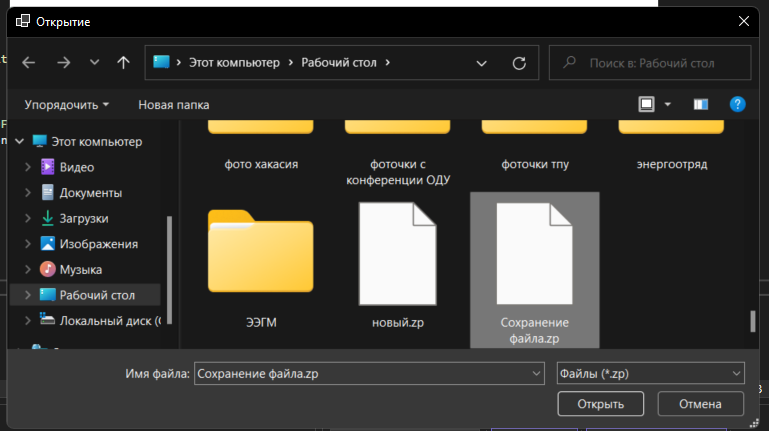 Открытие
Этот компьютер
Рабочий стол
Поиск в: Рабочий стол
Упорядочить
Новая папка
Этот компьютер
Видео
Документы
Загрузки
Изображения
Музыка
Рабочий стол
Локальный диск (C
фото хакасия
фоточки с
конференции ОДУ
фоточки тпу
энергоотряд
ЭЭГМ
новый.zp
Сохранение
файла.zp
Имя файла:
Сохранение файла.zp
Файлы (*.zp)
Открыть
Отмена